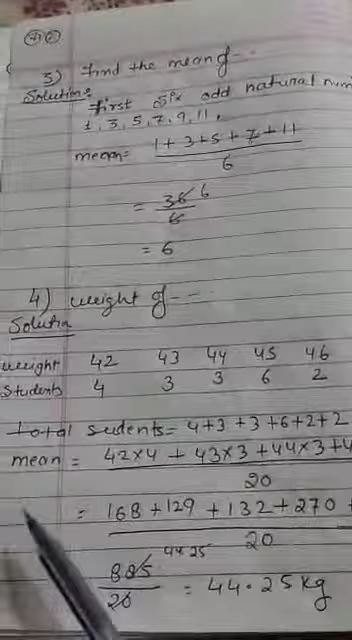 3) Find the mean of ---
Solution:
First six odd natural num
1, 3, 5, 7, 9, 11,
mean = 1 + 3 + 5 + 7 + 11
6
= 36 6
6
= 6
4) weight of ---
Solution
weight 42 43 44 45 46
Students 4 3 3 6 2
Total sudents = 4+3+3+6+2+2
mean = 42×4 + 43×3 + 44×3 + 4
20
= 168 + 129 + 132 + 270 +
20
885 44.25
20 = 44.25 kg